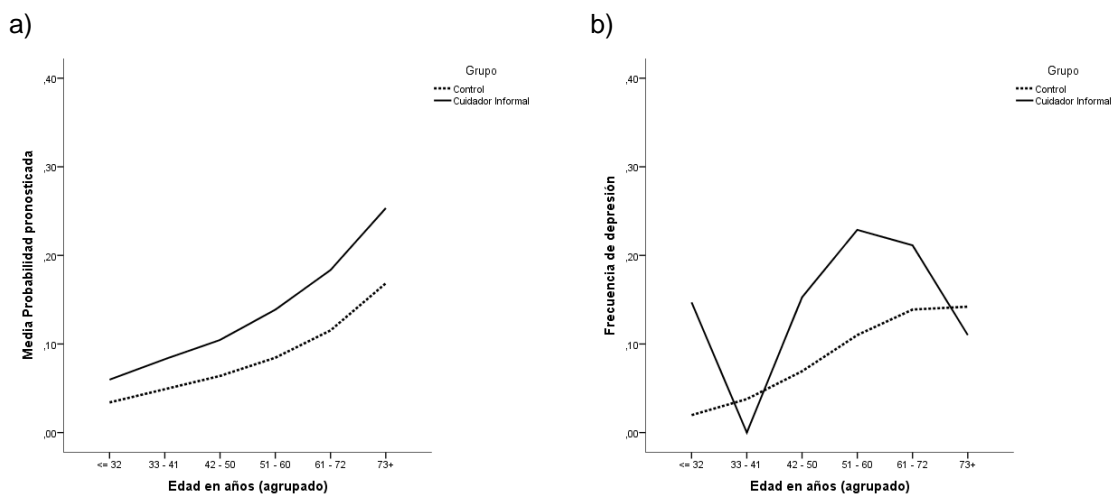 a)
Media Probabilidad pronosticada
,40
,30
,20
,10
,00
<= 32
33 - 41
42 - 50
51 - 60
61 - 72
73+
Edad en años (agrupado)
Grupo
Control
Cuidador Informal
b)
Frecuencia de depresión
,40
,30
,20
,10
,00
<= 32
33 - 41
42 - 50
51 - 60
61 - 72
73+
Edad en años (agrupado)
Grupo
Control
Cuidador Informal